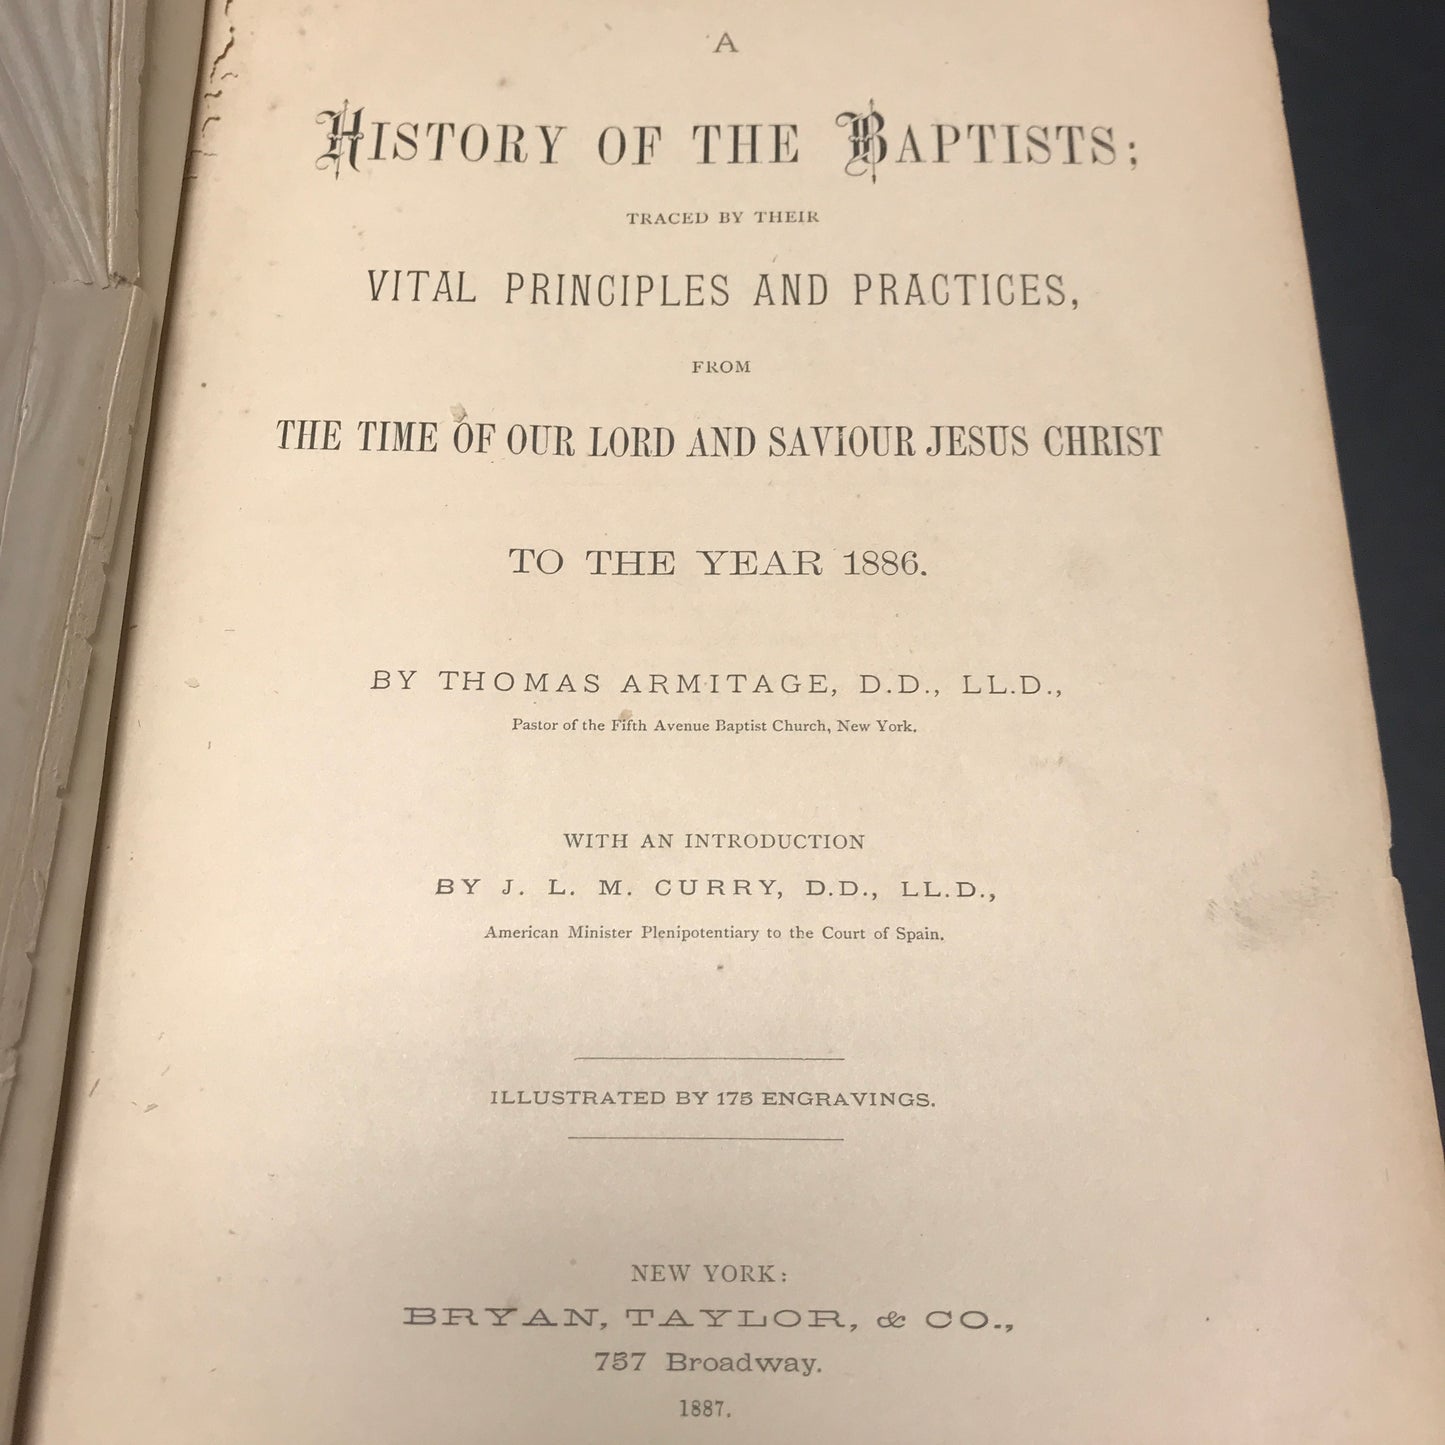 A
HISTORY OF THE BAPTISTS;
TRACED BY THEIR
VITAL PRINCIPLES AND PRACTICES,
FROM
THE TIME OF OUR LORD AND SAVIOUR JESUS CHRIST
TO THE YEAR 1886.
BY THOMAS ARMITAGE, D.D., LL.D.,
Pastor of the Fifth Avenue Baptist Church, New York.
WITH AN INTRODUCTION
BY J. L. M. CURRY, D.D., LL.D.,
American Minister Plenipotentiary to the Court of Spain.
ILLUSTRATED BY 175 ENGRAVINGS.
NEW YORK:
BRYAN, TAYLOR, & CO.,
757 Broadway.
1887.